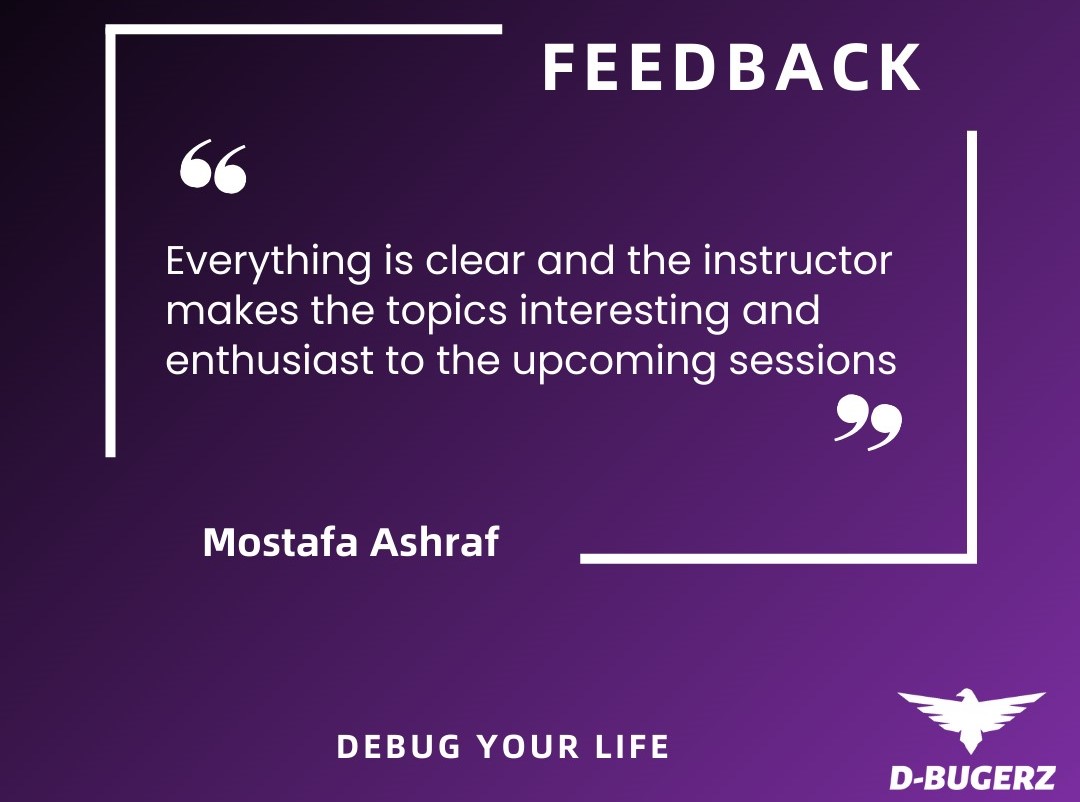 FEEDBACK
“
Everything is clear and the instructor
makes the topics interesting and
enthusiast to the upcoming sessions
”
Mostafa Ashraf
DEBUG YOUR LIFE
D-BUGERZ